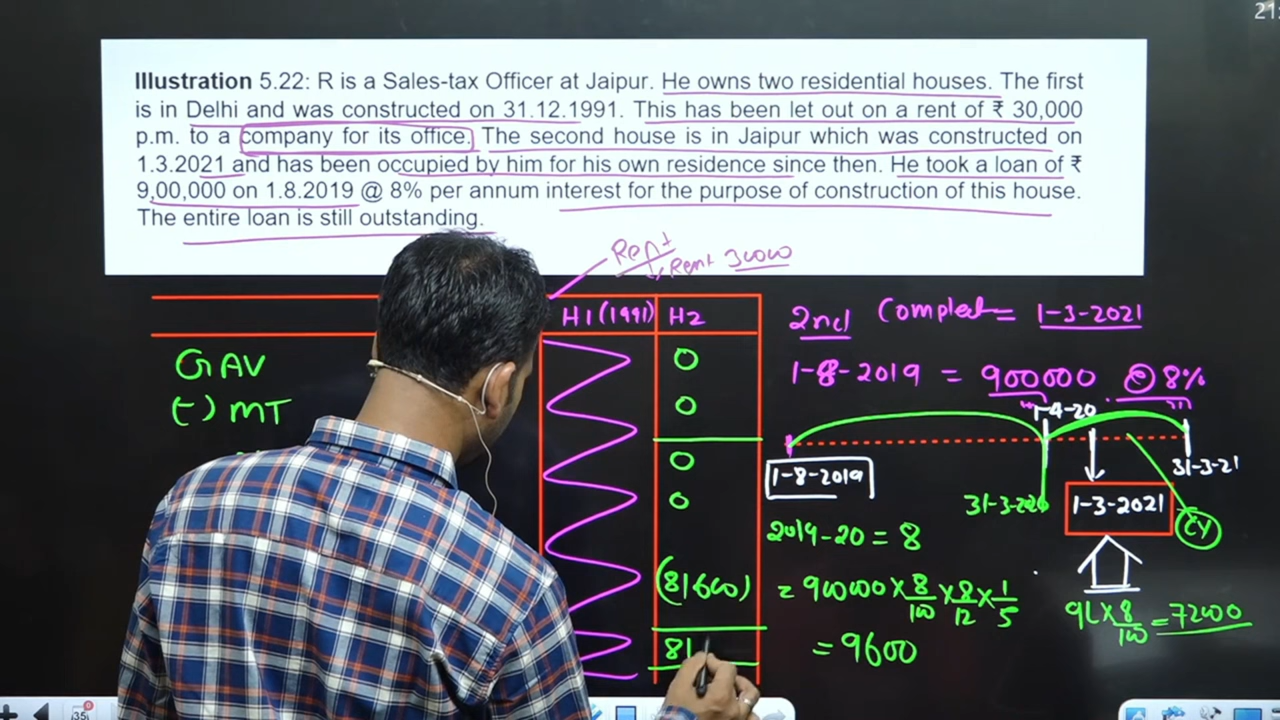 21:
Illustration 5.22: R is a Sales-tax Officer at Jaipur. He owns two residential houses. The first
is in Delhi and was constructed on 31.12.1991. This has been let out on a rent of ₹ 30,000
p.m. to a company for its office. The second house is in Jaipur which was constructed on
1.3.2021 and has been occupied by him for his own residence since then. He took a loan of ₹
9,00,000 on 1.8.2019 @ 8% per annum interest for the purpose of construction of this house.
The entire loan is still outstanding.
Rent
Rent 30000
H1 (1991) H2
GAV 0
(-) MT 0
0
0
(81600)
81
2nd Complet = 1-3-2021
1-8-2019 = 900000 @ 8%
1-4-20
1-8-2019
31-3-21
31-3-2020
1-3-2021
CY
2019-20 = 8
= 900000 × 8/100 × 8/12 × 1/5
= 9600
9L × 8/100 = 72000
35